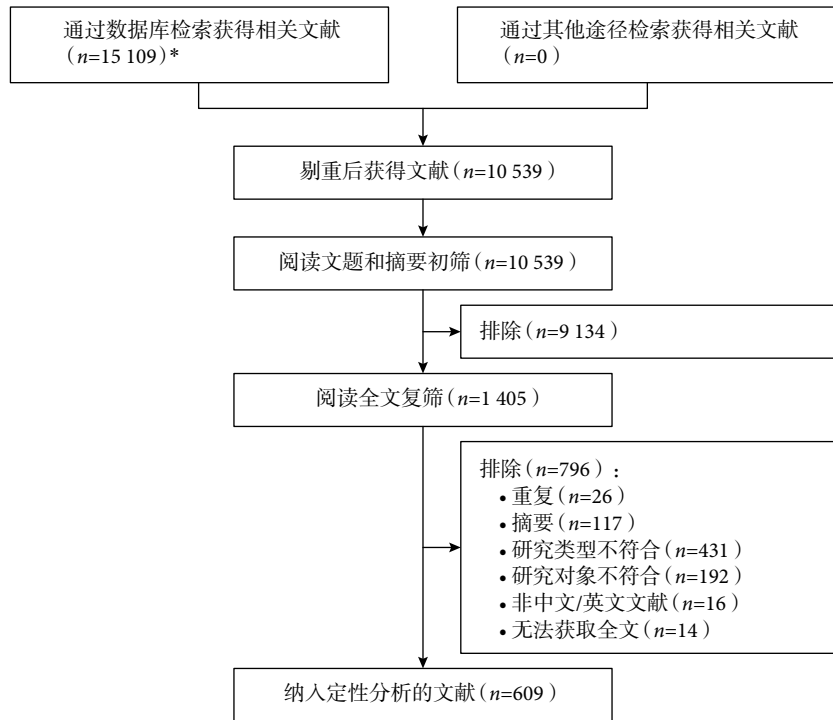 通过数据库检索获得相关文献
(n=15 109)*
通过其他途径检索获得相关文献
(n=0)
剔重后获得文献(n=10 539)
阅读文题和摘要初筛(n=10 539)
排除(n=9 134)
阅读全文复筛(n=1 405)
排除(n=796):
• 重复(n=26)
• 摘要(n=117)
• 研究类型不符合(n=431)
• 研究对象不符合(n=192)
• 非中文/英文文献(n=16)
• 无法获取全文(n=14)
纳入定性分析的文献(n=609)